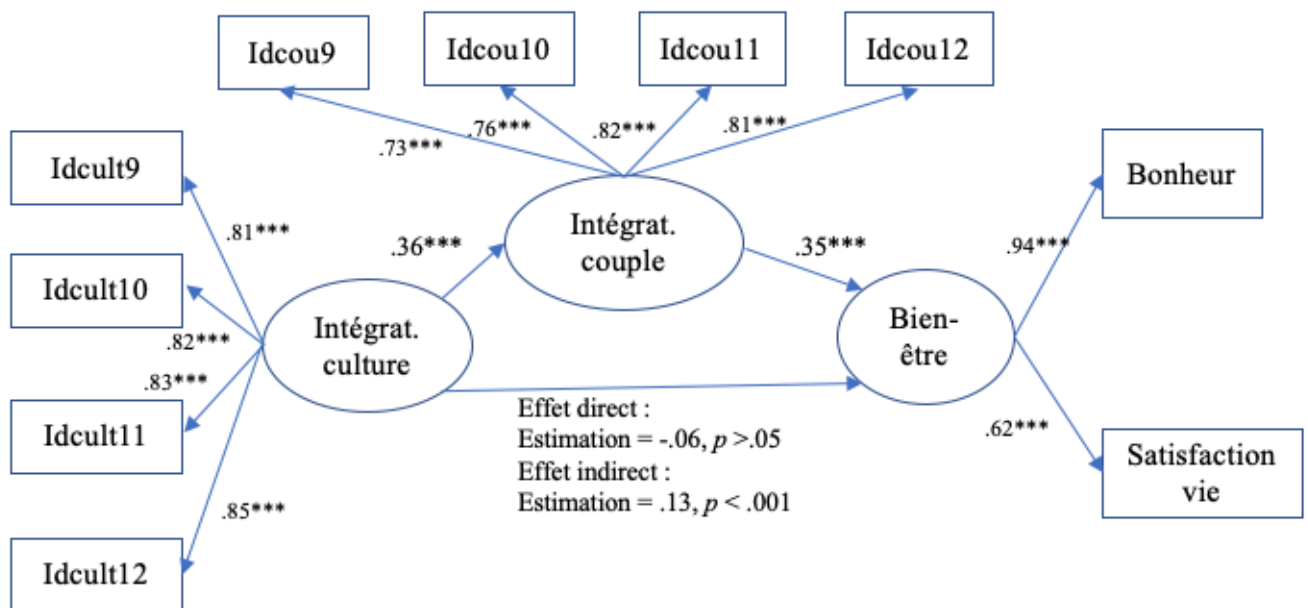 Idcou9
Idcou10
Idcou11
Idcou12
.73***
.76***
.82***
.81***
Idcult9
Idcult10
Idcult11
Idcult12
.81***
.82***
.83***
.85***
Intégrat.
culture
.36***
Intégrat.
couple
.35***
Bien-
être
.94***
.62***
Bonheur
Satisfaction
vie
Effet direct :
Estimation = -.06, p >.05
Effet indirect :
Estimation = .13, p < .001